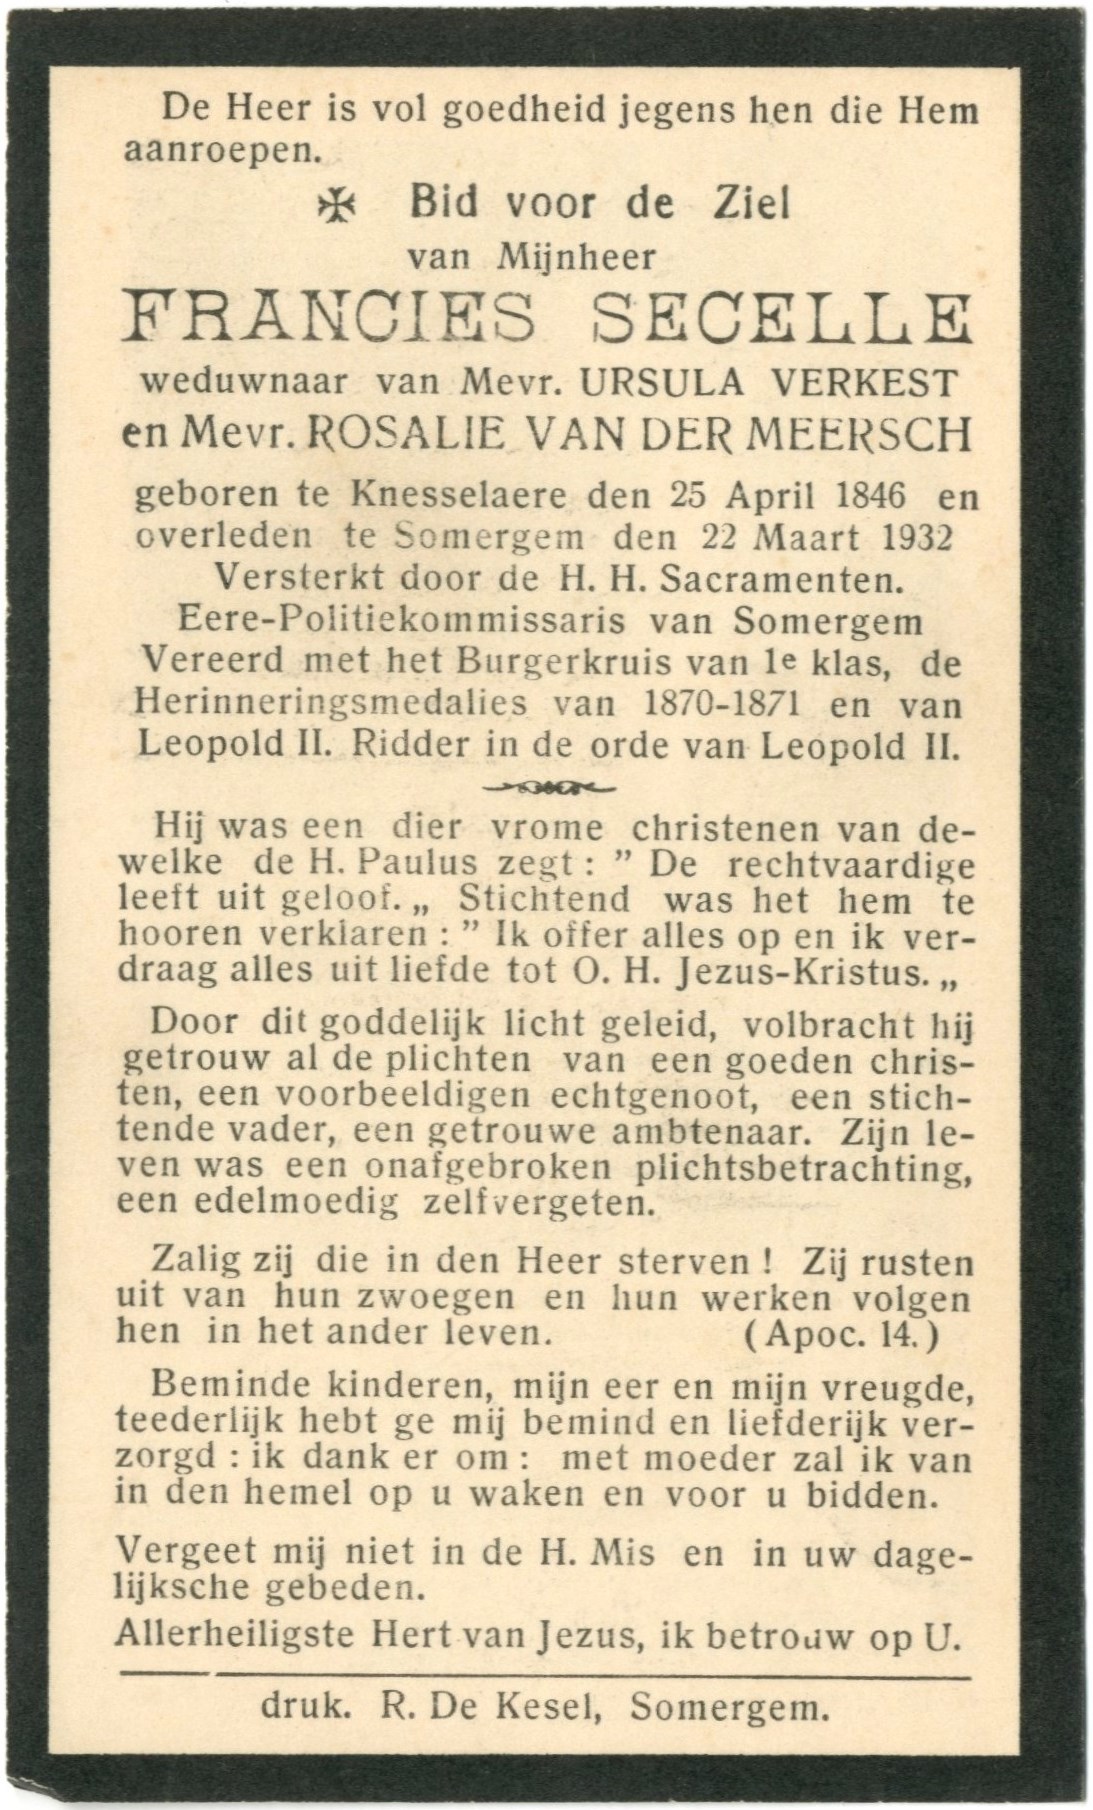 De Heer is vol goedheid jegens hen die Hem
aanroepen.
✠ Bid voor de Ziel
van Mijnheer
FRANCIES SECELLE
weduwnaar van Mevr. URSULA VERKEST
en Mevr. ROSALIE VAN DER MEERSCH
geboren te Knesselaere den 25 April 1846 en
overleden te Somergem den 22 Maart 1932
Versterkt door de H. H. Sacramenten.
Eere-Politiekommissaris van Somergem
Vereerd met het Burgerkruis van 1e klas, de
Herinneringsmedalies van 1870-1871 en van
Leopold II. Ridder in de orde van Leopold II.
Hij was een dier vrome christenen van de-
welke de H. Paulus zegt : " De rechtvaardige
leeft uit geloof. „ Stichtend was het hem te
hooren verklaren : " Ik offer alles op en ik ver-
draag alles uit liefde tot O. H. Jezus-Kristus. „
Door dit goddelijk licht geleid, volbracht hij
getrouw al de plichten van een goeden chris-
ten, een voorbeeldigen echtgenoot, een stich-
tende vader, een getrouwe ambtenaar. Zijn le-
ven was een onafgebroken plichtsbetrachting,
een edelmoedig zelfvergeten.
Zalig zij die in den Heer sterven ! Zij rusten
uit van hun zwoegen en hun werken volgen
hen in het ander leven. (Apoc. 14.)
Beminde kinderen, mijn eer en mijn vreugde,
teederlijk hebt ge mij bemind en liefderijk ver-
zorgd : ik dank er om : met moeder zal ik van
in den hemel op u waken en voor u bidden.
Vergeet mij niet in de H. Mis en in uw dage-
lijksche gebeden.
Allerheiligste Hert van Jezus, ik betrouw op U.
druk. R. De Kesel, Somergem.